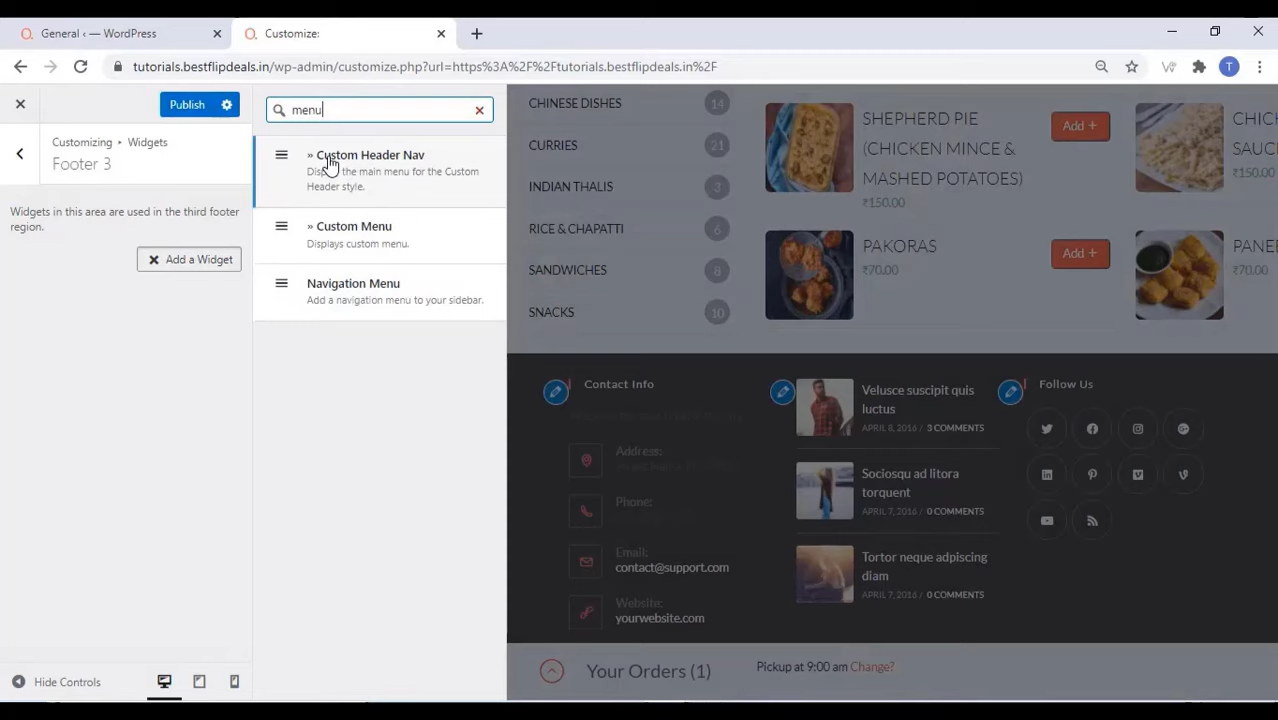 General ‹ — WordPress
Customize:
tutorials.bestflipdeals.in/wp-admin/customize.php?url=https%3A%2F%2Ftutorials.bestflipdeals.in%2F
T
Publish
Customizing ▸ Widgets
Footer 3
Widgets in this area are used in the third footer
region.
Add a Widget
Hide Controls
menu
» Custom Header Nav
the main menu for the Custom
Header style.
» Custom Menu
Displays custom menu.
Navigation Menu
Add a navigation menu to your sidebar.
CHINESE DISHES 14
CURRIES 21
INDIAN THALIS 3
RICE & CHAPATTI 6
SANDWICHES 8
SNACKS 10
SHEPHERD PIE
(CHICKEN MINCE &
MASHED POTATOES)
₹150.00
Add +
PAKORAS
₹70.00
Add +
CHIC
SAUC
₹150.00
PANE
₹70.00
Contact Info
Address:
Phone:
Email:
contact@support.com
Website:
yourwebsite.com
Velusce suscipit quis
luctus
APRIL 8, 2016 / 3 COMMENTS
Sociosqu ad litora
torquent
APRIL 7, 2016 / 0 COMMENTS
Tortor neque adipiscing
diam
APRIL 7, 2016 / 0 COMMENTS
Follow Us
Your Orders (1)
Pickup at 9:00 am Change?